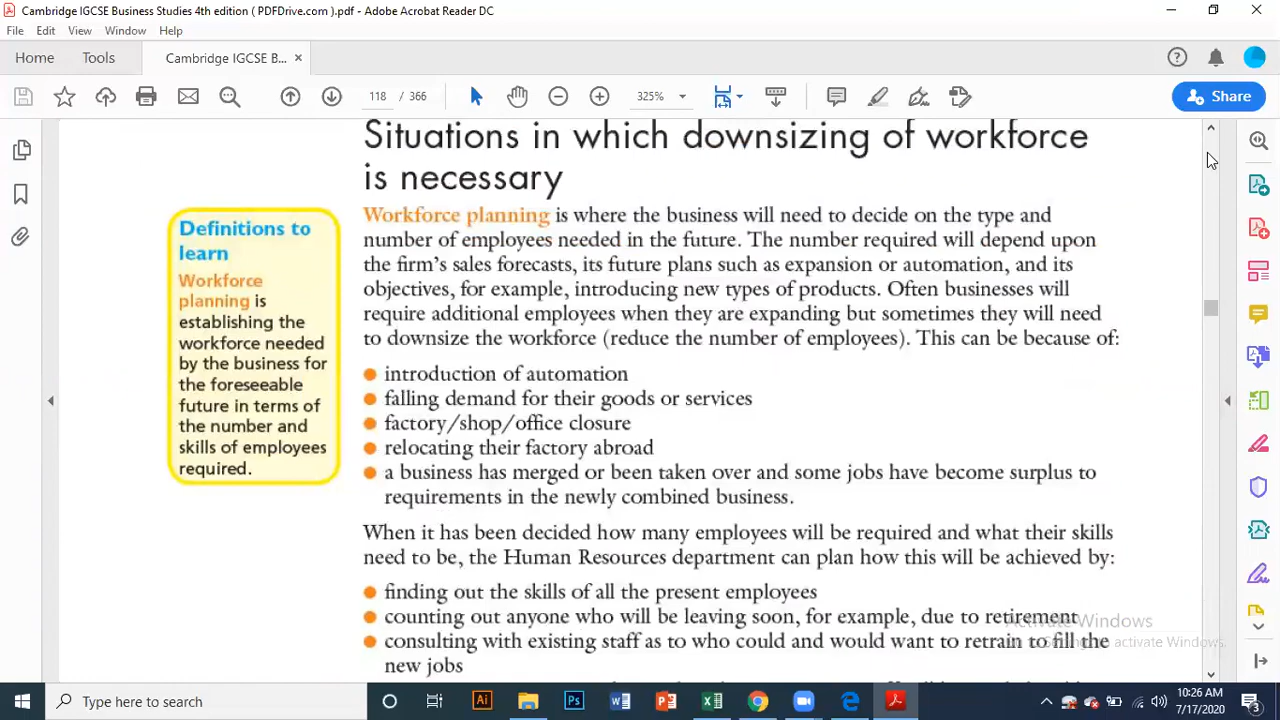 Cambridge IGCSE Business Studies 4th edition ( PDFDrive.com ).pdf - Adobe Acrobat Reader DC
File Edit View Window Help
Home Tools Cambridge IGCSE B... ×
118 / 366 325% Share
Situations in which downsizing of workforce
is necessary
Definitions to
learn
Workforce
planning is
establishing the
workforce needed
by the business for
the foreseeable
future in terms of
the number and
skills of employees
required.
Workforce planning is where the business will need to decide on the type and
number of employees needed in the future. The number required will depend upon
the firm's sales forecasts, its future plans such as expansion or automation, and its
objectives, for example, introducing new types of products. Often businesses will
require additional employees when they are expanding but sometimes they will need
to downsize the workforce (reduce the number of employees). This can be because of:
introduction of automation
falling demand for their goods or services
factory/shop/office closure
relocating their factory abroad
a business has merged or been taken over and some jobs have become surplus to
requirements in the newly combined business.
When it has been decided how many employees will be required and what their skills
need to be, the Human Resources department can plan how this will be achieved by:
finding out the skills of all the present employees
counting out anyone who will be leaving soon, for example, due to retirement
consulting with existing staff as to who could and would want to retrain to fill the
new jobs
Activate Windows
Go to Settings to activate Windows.
Type here to search
10:26 AM
7/17/2020
3